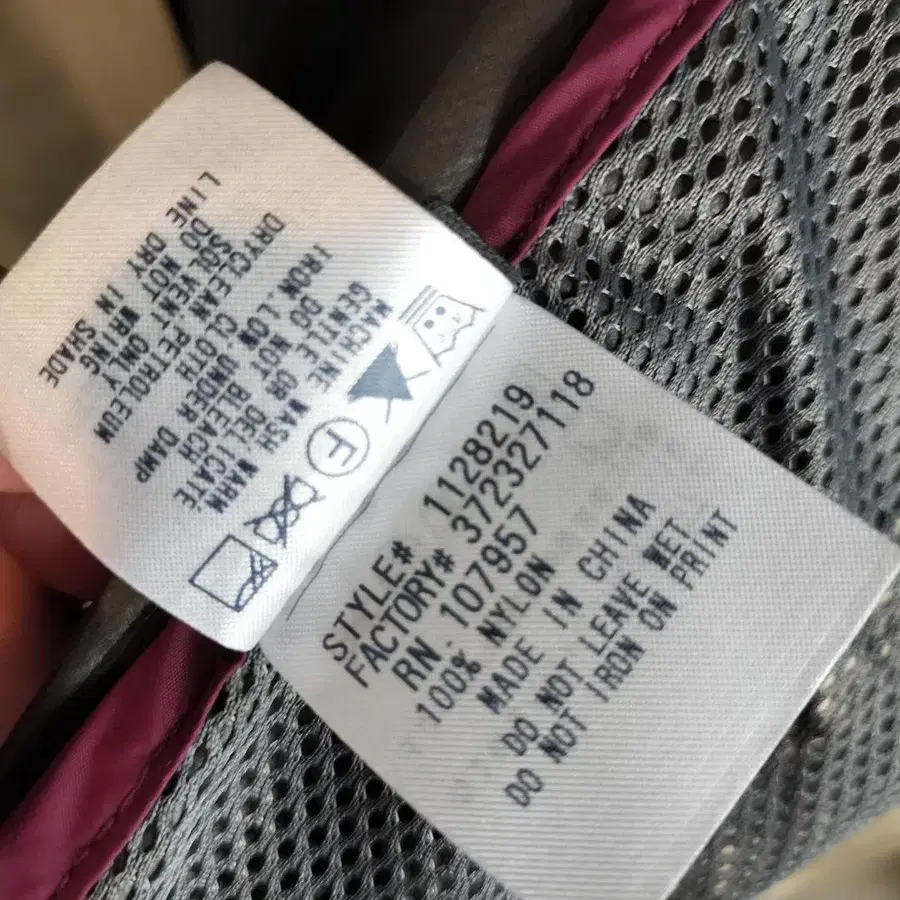 MACHINE WASH WARM
GENTLE OR DELICATE
DO NOT BLEACH
IRON.LOW UNDER DAMP
CLOTH
DRYCLEAN PETROLEUM
SOLVENT ONLY
DO NOT WRING
LINE DRY IN SHADE
F
STYLE# 1128219
FACTORY# 372327118
RN: 107957
100% NYLON
MADE IN CHINA
DO NOT LEAVE WET
DO NOT IRON ON PRINT